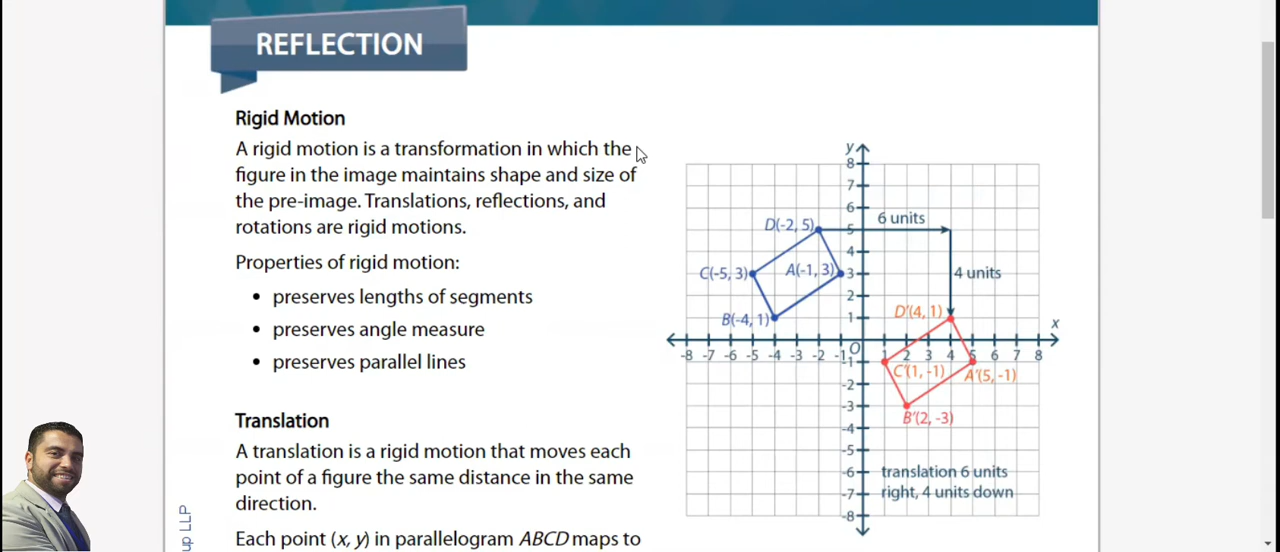 REFLECTION
Rigid Motion
A rigid motion is a transformation in which the
figure in the image maintains shape and size of
the pre-image. Translations, reflections, and
rotations are rigid motions.
Properties of rigid motion:
• preserves lengths of segments
• preserves angle measure
• preserves parallel lines
Translation
A translation is a rigid motion that moves each
point of a figure the same distance in the same
direction.
Each point (x, y) in parallelogram ABCD maps to
up LLP
y
8
7
6
5
4
3
2
1
-1
-2
-3
-4
-5
-6
-7
-8
-8 -7 -6 -5 -4 -3 -2 -1 O 1 2 3 4 5 6 7 8
x
D(-2, 5)
6 units
C(-5, 3)
A(-1, 3)
4 units
B(-4, 1)
D'(4, 1)
C'(1, -1)
A'(5, -1)
B'(2, -3)
translation 6 units
right, 4 units down